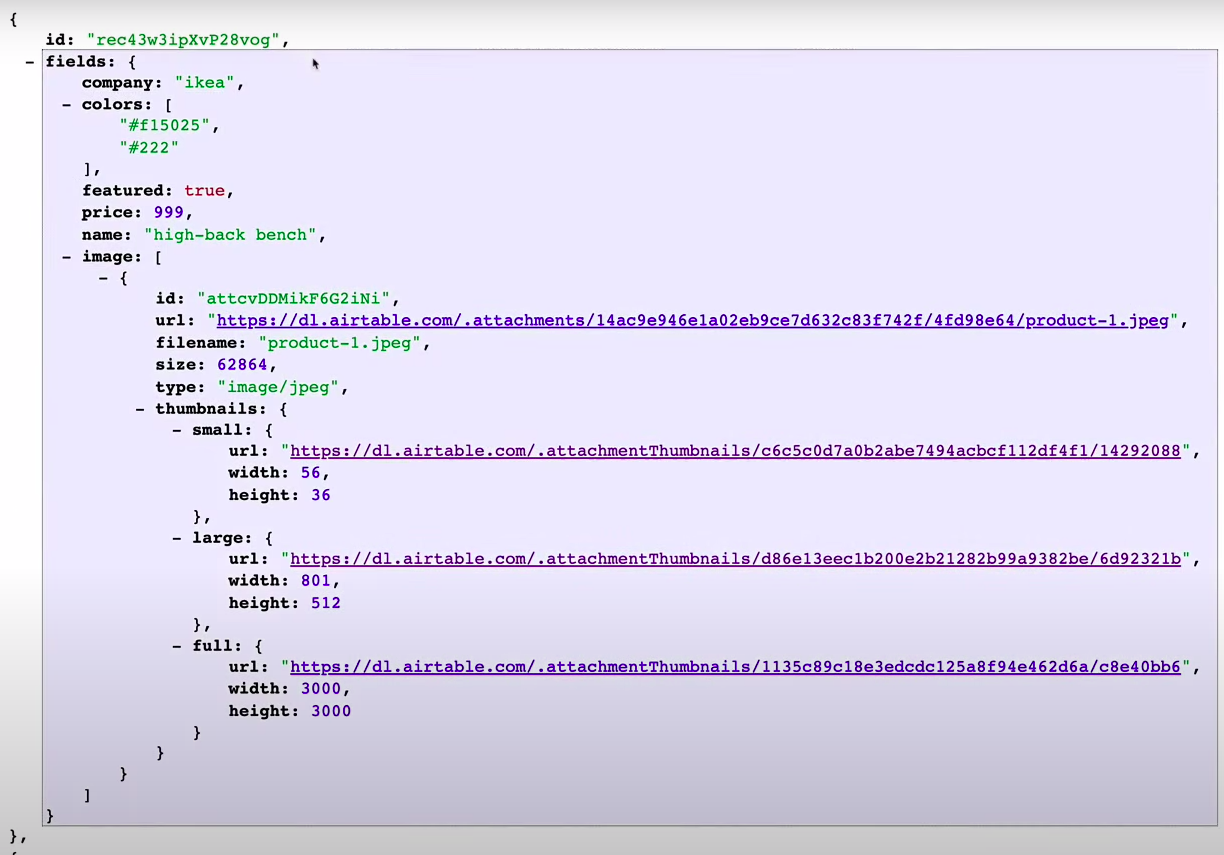 {
id: "rec43w3ipXvP28vog",
- fields: {
company: "ikea",
- colors: [
"#f15025",
"#222"
],
featured: true,
price: 999,
name: "high-back bench",
- image: [
- {
id: "attcvDDMikF6G2iNi",
url: "https://dl.airtable.com/.attachments/14ac9e946e1a02eb9ce7d632c83f742f/4fd98e64/product-1.jpeg",
filename: "product-1.jpeg",
size: 62864,
type: "image/jpeg",
- thumbnails: {
- small: {
url: "https://dl.airtable.com/.attachmentThumbnails/c6c5c0d7a0b2abe7494acbcf112df4f1/14292088",
width: 56,
height: 36
},
- large: {
url: "https://dl.airtable.com/.attachmentThumbnails/d86e13eec1b200e2b21282b99a9382be/6d92321b",
width: 801,
height: 512
},
- full: {
url: "https://dl.airtable.com/.attachmentThumbnails/1135c89c18e3edcdc125a8f94e462d6a/c8e40bb6",
width: 3000,
height: 3000
}
}
}
]
}
},